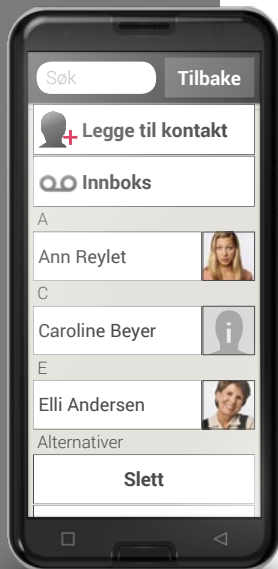 Søk
Tilbake
Legge til kontakt
Innboks
A
Ann Reylet
C
Caroline Beyer
E
Elli Andersen
Alternativer
Slett